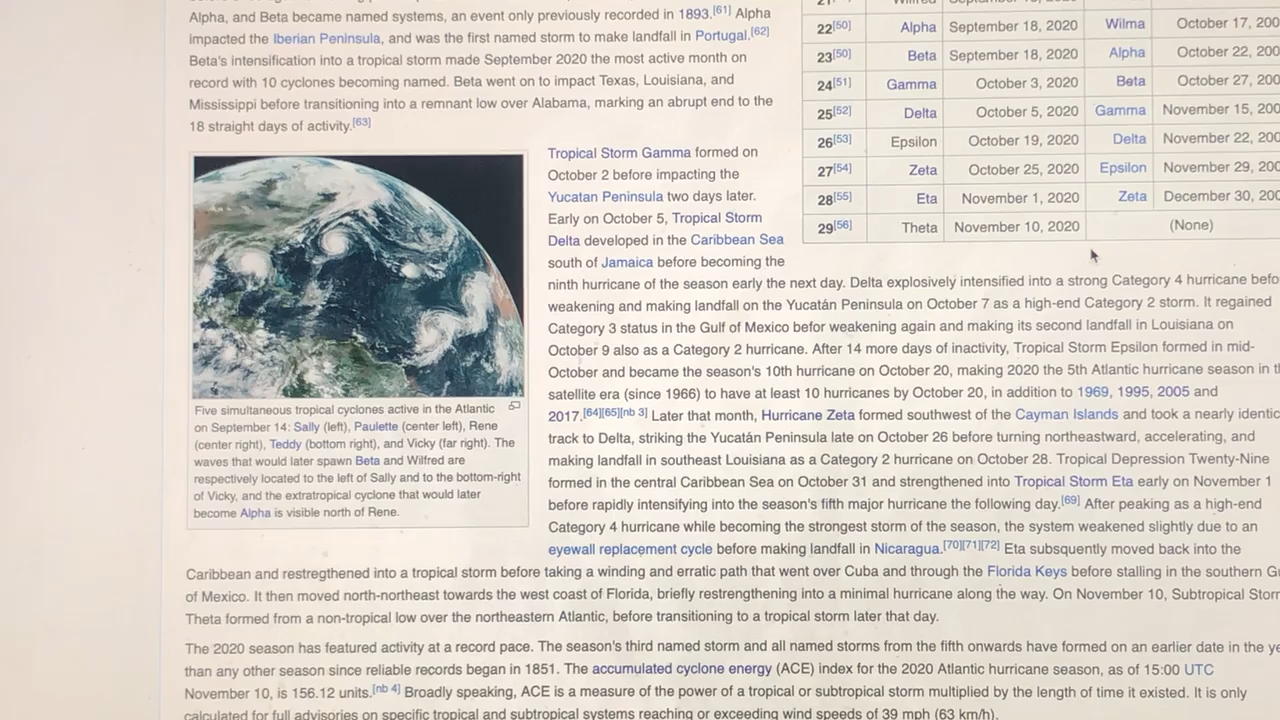 Alpha, and Beta became named systems, an event only previously recorded in 1893.[61] Alpha
impacted the Iberian Peninsula, and was the first named storm to make landfall in Portugal.[62]
Beta's intensification into a tropical storm made September 2020 the most active month on
record with 10 cyclones becoming named. Beta went on to impact Texas, Louisiana, and
Mississippi before transitioning into a remnant low over Alabama, marking an abrupt end to the
18 straight days of activity.[63]
22[50] Alpha September 18, 2020 Wilma October 17, 200
23[50] Beta September 18, 2020 Alpha October 22, 200
24[51] Gamma October 3, 2020 Beta October 27, 200
25[52] Delta October 5, 2020 Gamma November 15, 200
26[53] Epsilon October 19, 2020 Delta November 22, 200
27[54] Zeta October 25, 2020 Epsilon November 29, 200
28[55] Eta November 1, 2020 Zeta December 30, 200
29[56] Theta November 10, 2020 (None)
Five simultaneous tropical cyclones active in the Atlantic
on September 14: Sally (left), Paulette (center left), Rene
(center right), Teddy (bottom right), and Vicky (far right). The
waves that would later spawn Beta and Wilfred are
respectively located to the left of Sally and to the bottom-right
of Vicky, and the extratropical cyclone that would later
become Alpha is visible north of Rene.
Tropical Storm Gamma formed on
October 2 before impacting the
Yucatan Peninsula two days later.
Early on October 5, Tropical Storm
Delta developed in the Caribbean Sea
south of Jamaica before becoming the
ninth hurricane of the season early the next day. Delta explosively intensified into a strong Category 4 hurricane befo
weakening and making landfall on the Yucatán Peninsula on October 7 as a high-end Category 2 storm. It regained
Category 3 status in the Gulf of Mexico befor weakening again and making its second landfall in Louisiana on
October 9 also as a Category 2 hurricane. After 14 more days of inactivity, Tropical Storm Epsilon formed in mid-
October and became the season's 10th hurricane on October 20, making 2020 the 5th Atlantic hurricane season in th
satellite era (since 1966) to have at least 10 hurricanes by October 20, in addition to 1969, 1995, 2005 and
2017.[64][65][nb 3] Later that month, Hurricane Zeta formed southwest of the Cayman Islands and took a nearly identic
track to Delta, striking the Yucatán Peninsula late on October 26 before turning northeastward, accelerating, and
making landfall in southeast Louisiana as a Category 2 hurricane on October 28. Tropical Depression Twenty-Nine
formed in the central Caribbean Sea on October 31 and strengthened into Tropical Storm Eta early on November 1
before rapidly intensifying into the season's fifth major hurricane the following day.[69] After peaking as a high-end
Category 4 hurricane while becoming the strongest storm of the season, the system weakened slightly due to an
eyewall replacement cycle before making landfall in Nicaragua.[70][71][72] Eta subsquently moved back into the
Caribbean and restregthened into a tropical storm before taking a winding and erratic path that went over Cuba and through the Florida Keys before stalling in the southern Gu
of Mexico. It then moved north-northeast towards the west coast of Florida, briefly restrengthening into a minimal hurricane along the way. On November 10, Subtropical Storm
Theta formed from a non-tropical low over the northeastern Atlantic, before transitioning to a tropical storm later that day.
The 2020 season has featured activity at a record pace. The season's third named storm and all named storms from the fifth onwards have formed on an earlier date in the ye
than any other season since reliable records began in 1851. The accumulated cyclone energy (ACE) index for the 2020 Atlantic hurricane season, as of 15:00 UTC
November 10, is 156.12 units.[nb 4] Broadly speaking, ACE is a measure of the power of a tropical or subtropical storm multiplied by the length of time it existed. It is only
calculated for full advisories on specific tropical and subtropical systems reaching or exceeding wind speeds of 39 mph (63 km/h).